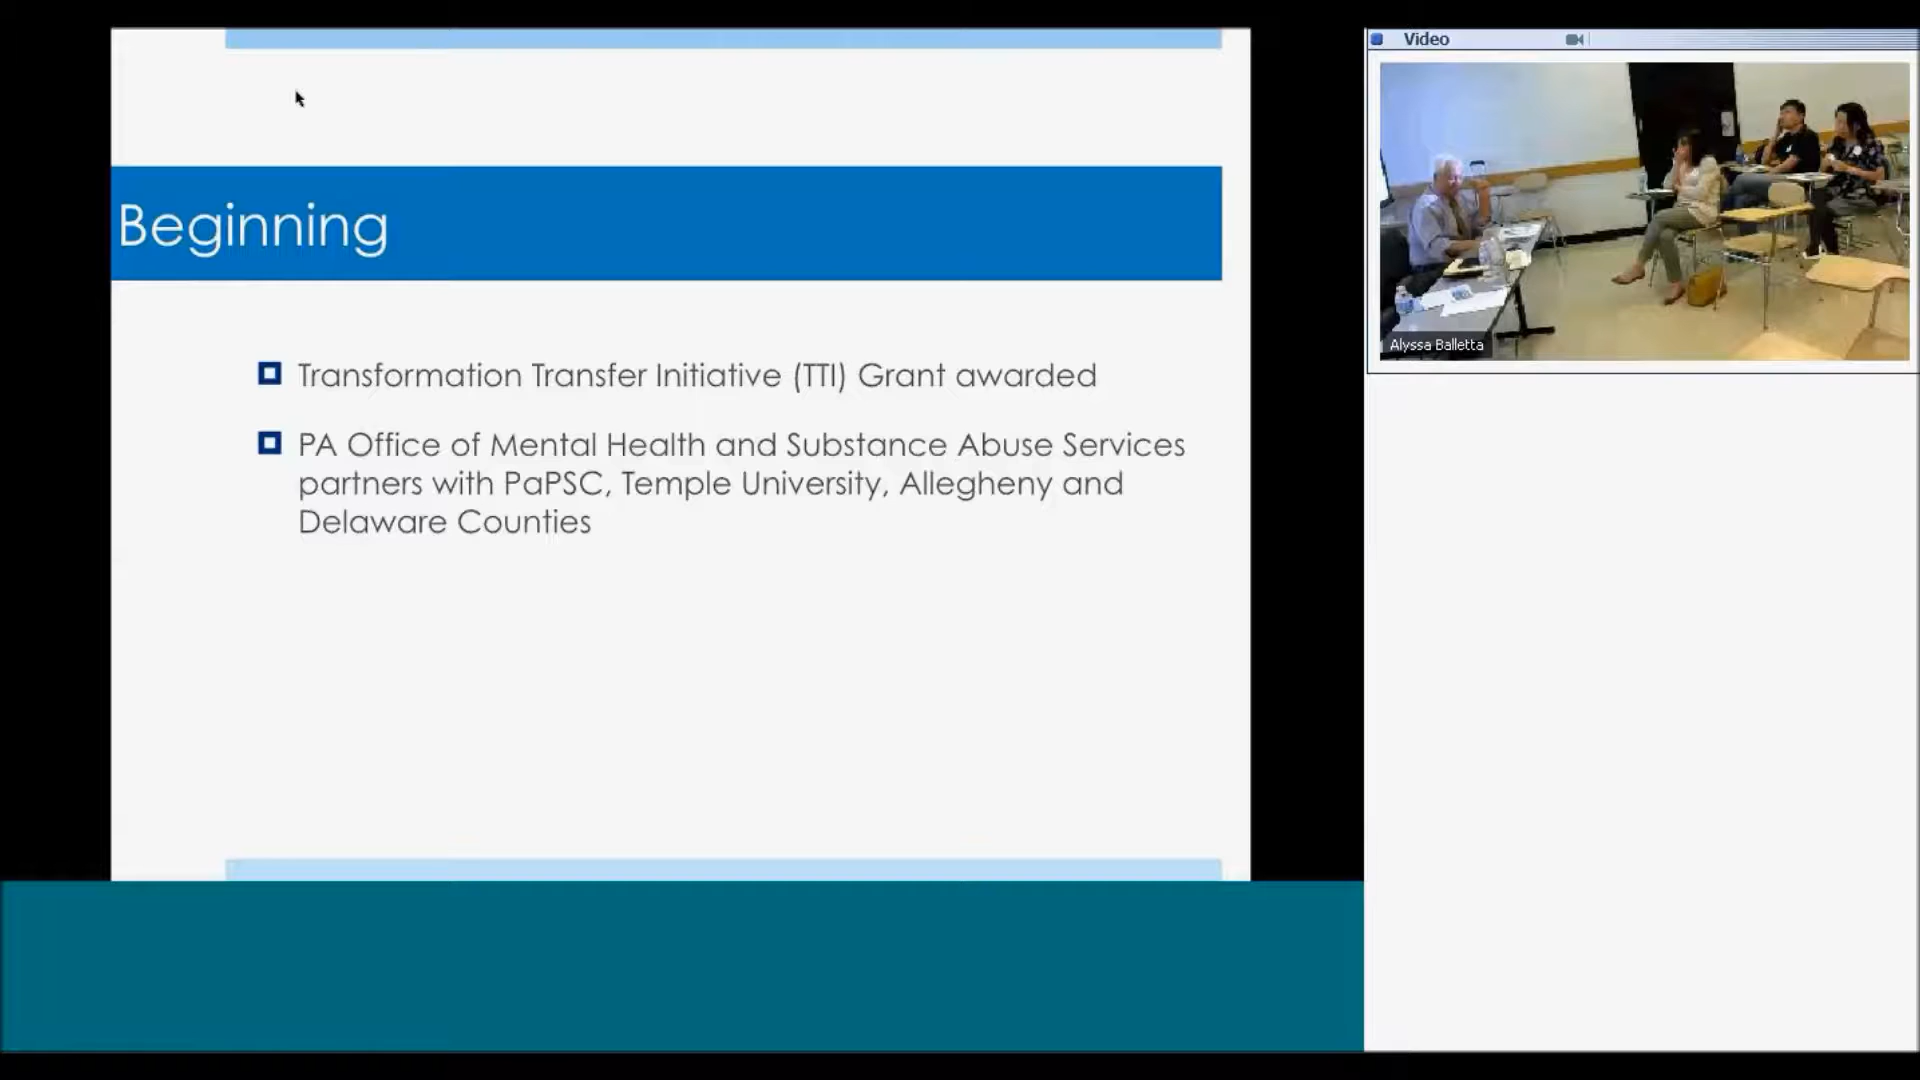 Beginning
Transformation Transfer Initiative (TTI) Grant awarded
PA Office of Mental Health and Substance Abuse Services
partners with PaPSC, Temple University, Allegheny and
Delaware Counties
Video
Alyssa Balletta